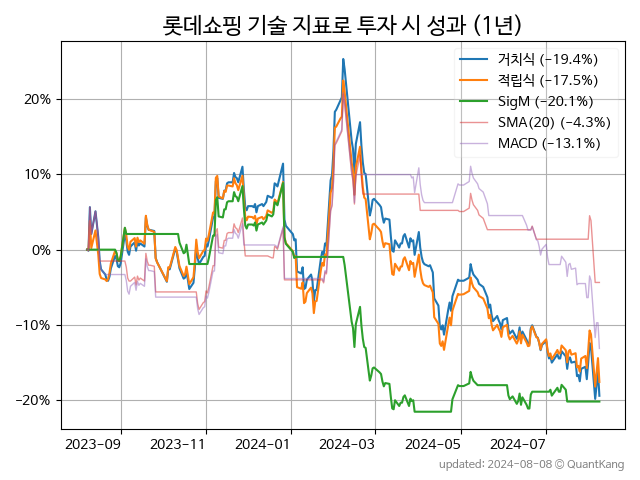 롯데쇼핑 기술 지표로 투자 시 성과 (1년)
거치식 (−19.4%)
적립식 (−17.5%)
SigM (−20.1%)
SMA(20) (−4.3%)
MACD (−13.1%)
20%
10%
0%
−10%
−20%
2023-09 2023-11 2024-01 2024-03 2024-05 2024-07
updated: 2024-08-08 © QuantKang